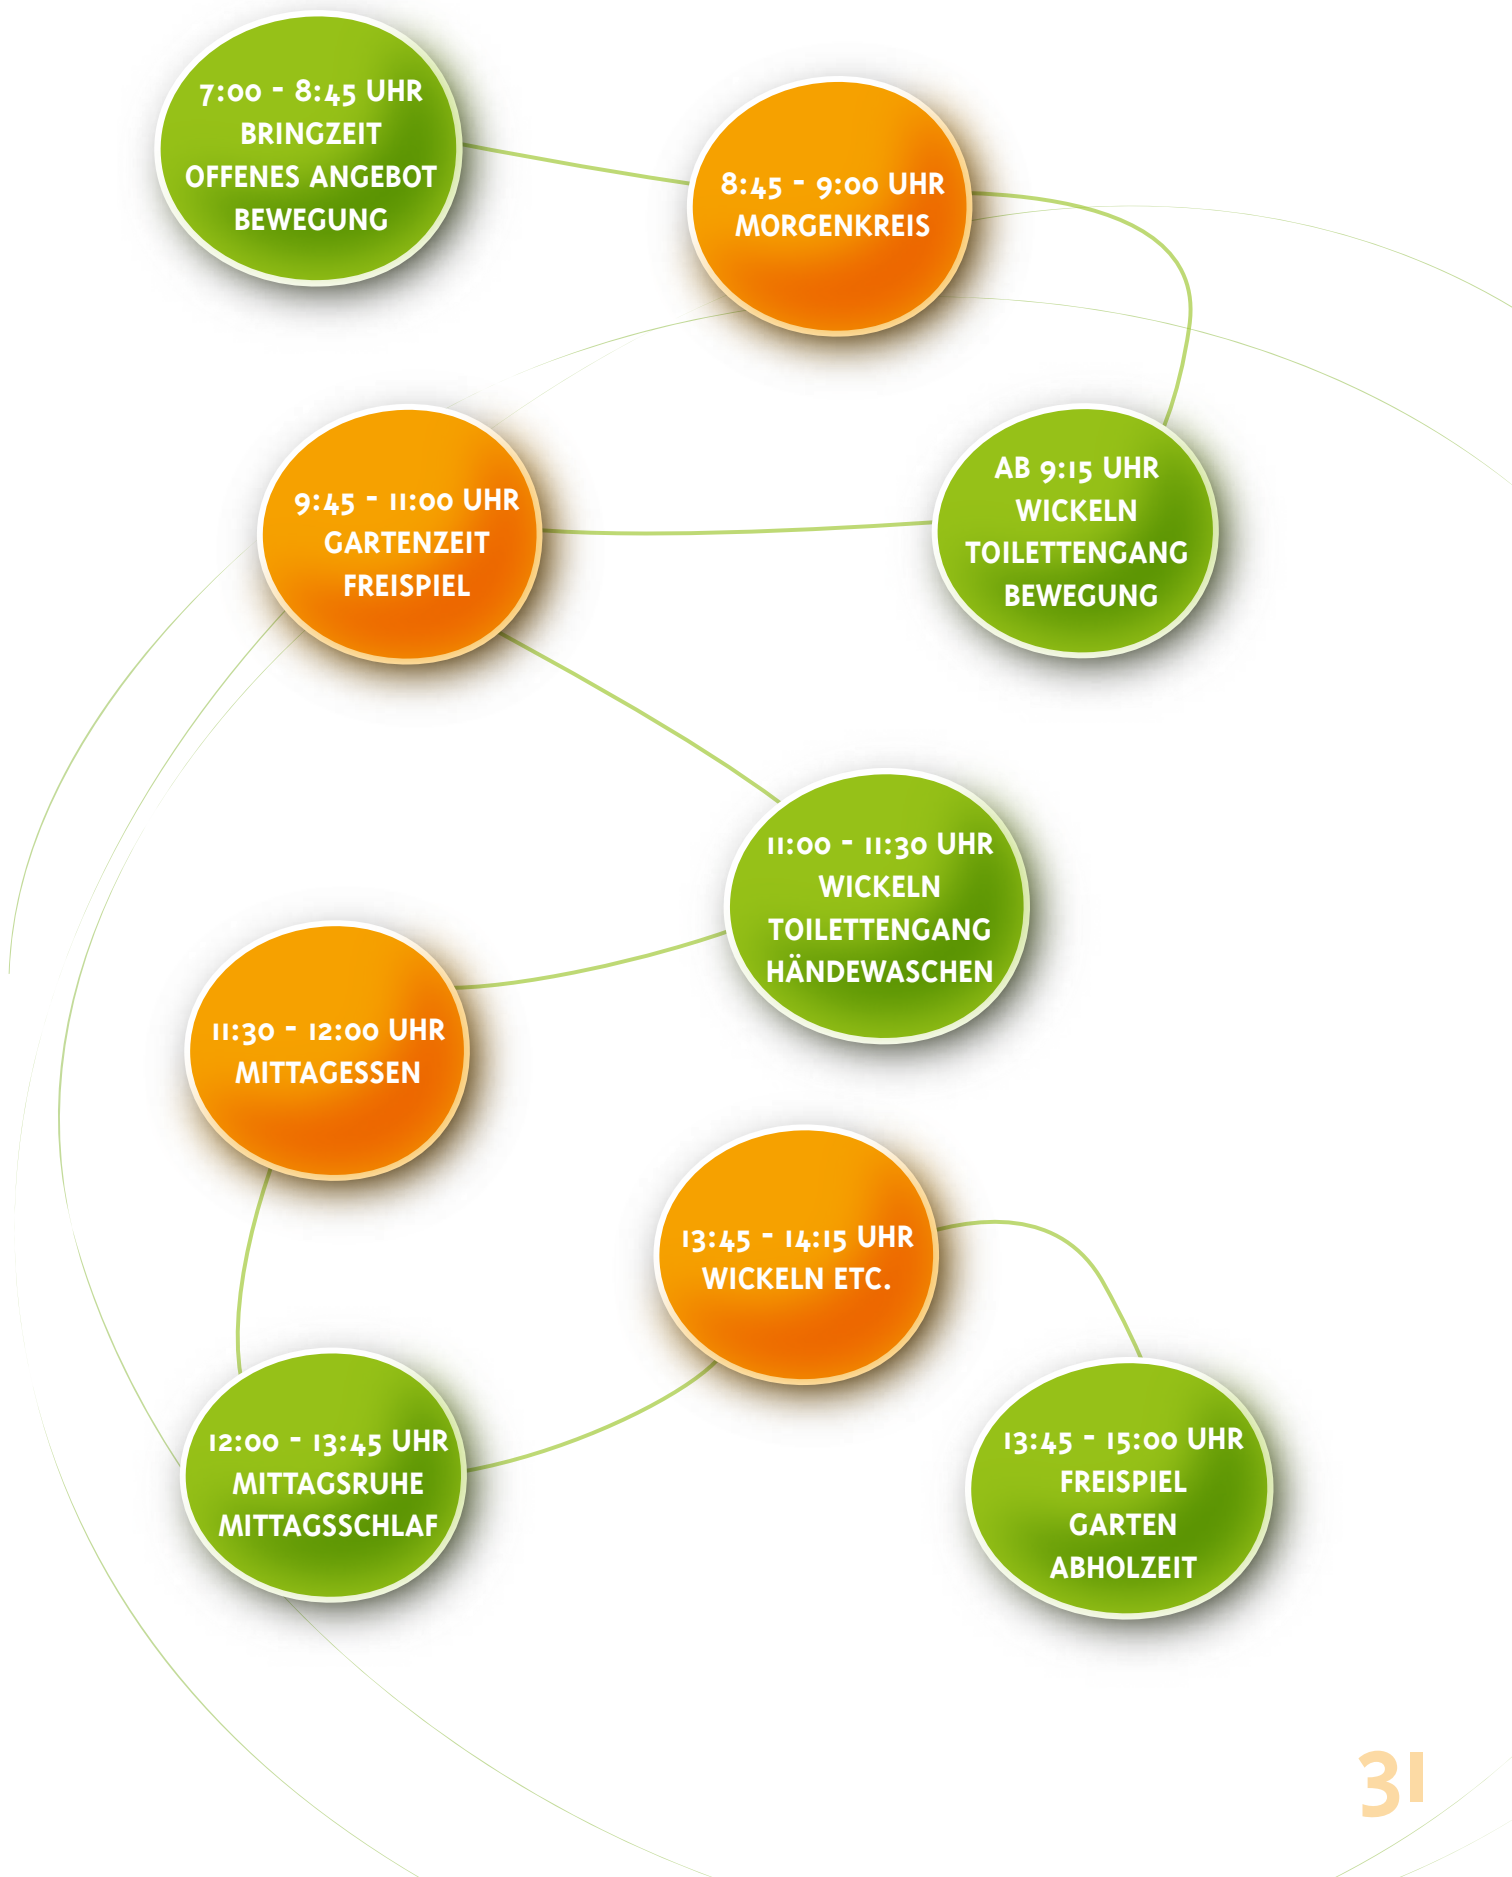 7:00 - 8:45 UHR
BRINGZEIT
OFFENES ANGEBOT
BEWEGUNG
8:45 - 9:00 UHR
MORGENKREIS
AB 9:15 UHR
WICKELN
TOILETTENGANG
BEWEGUNG
9:45 - 11:00 UHR
GARTENZEIT
FREISPIEL
11:00 - 11:30 UHR
WICKELN
TOILETTENGANG
HÄNDEWASCHEN
11:30 - 12:00 UHR
MITTAGESSEN
12:00 - 13:45 UHR
MITTAGSRUHE
MITTAGSSCHLAF
13:45 - 14:15 UHR
WICKELN ETC.
13:45 - 15:00 UHR
FREISPIEL
GARTEN
ABHOLZEIT
31